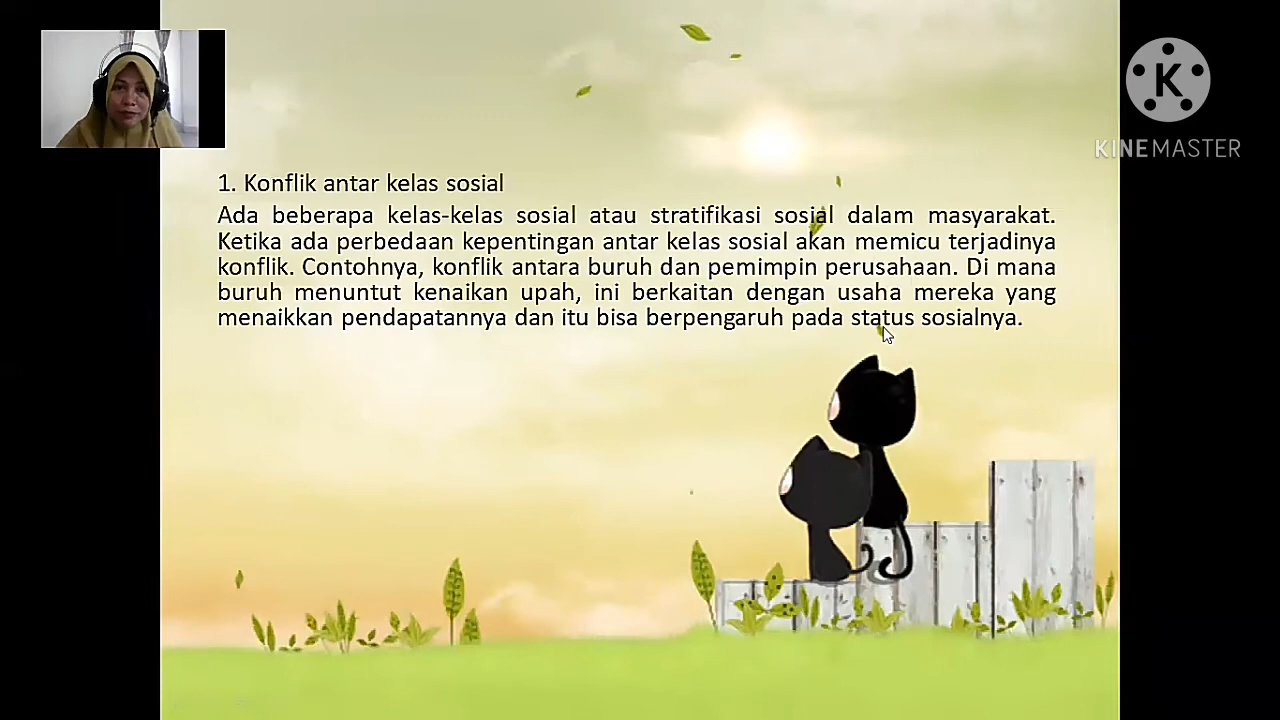 K
KINEMASTER
1. Konflik antar kelas sosial
Ada beberapa kelas-kelas sosial atau stratifikasi sosial dalam masyarakat.
Ketika ada perbedaan kepentingan antar kelas sosial akan memicu terjadinya
konflik. Contohnya, konflik antara buruh dan pemimpin perusahaan. Di mana
buruh menuntut kenaikan upah, ini berkaitan dengan usaha mereka yang
menaikkan pendapatannya dan itu bisa berpengaruh pada status sosialnya.